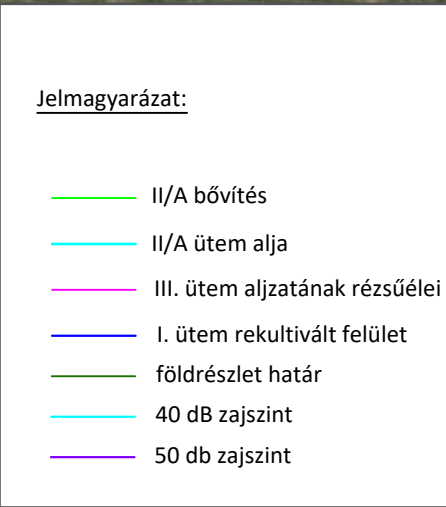 Jelmagyarázat:
II/A bővítés
II/A ütem alja
III. ütem aljzatának rézsűélei
I. ütem rekultivált felület
földrészlet határ
40 dB zajszint
50 db zajszint